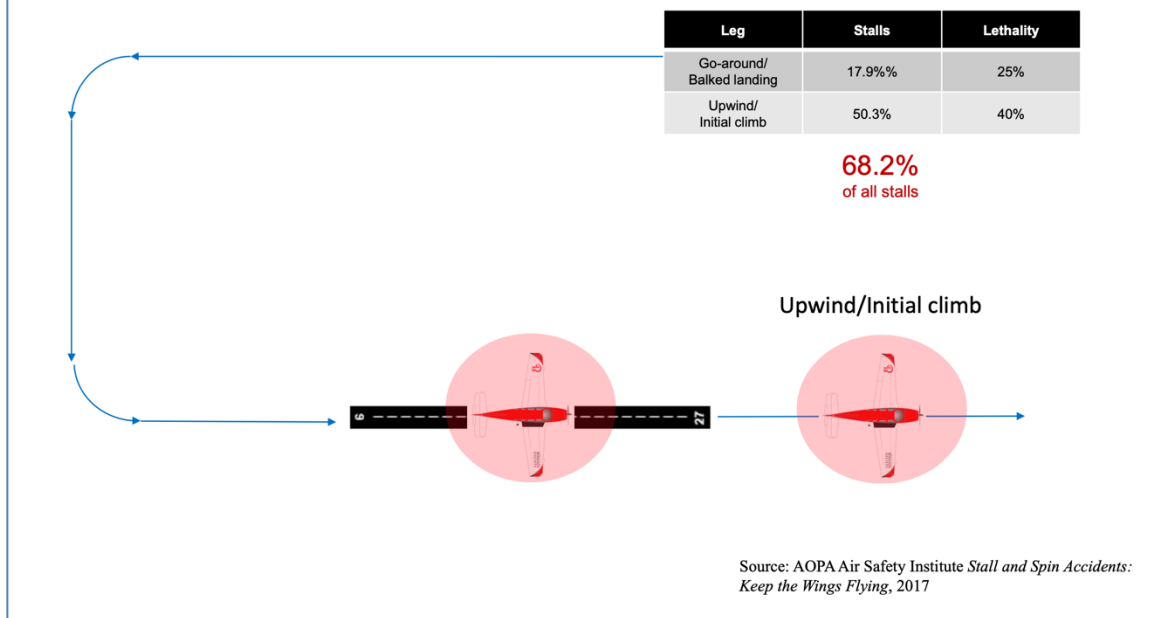 Leg Stalls Lethality
Go-around/
Balked landing
17.9%% 25%
Upwind/
Initial climb
50.3% 40%
68.2%
of all stalls
Upwind/Initial climb
6
27
Source: AOPA Air Safety Institute Stall and Spin Accidents:
Keep the Wings Flying, 2017